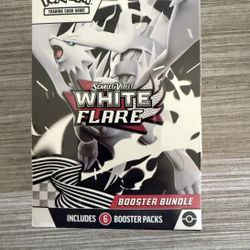 Pokémon
TRADING CARD GAME
SCARLET & VIOLET
WHITE
FLARE
BOOSTER BUNDLE
INCLUDES 6 BOOSTER PACKS